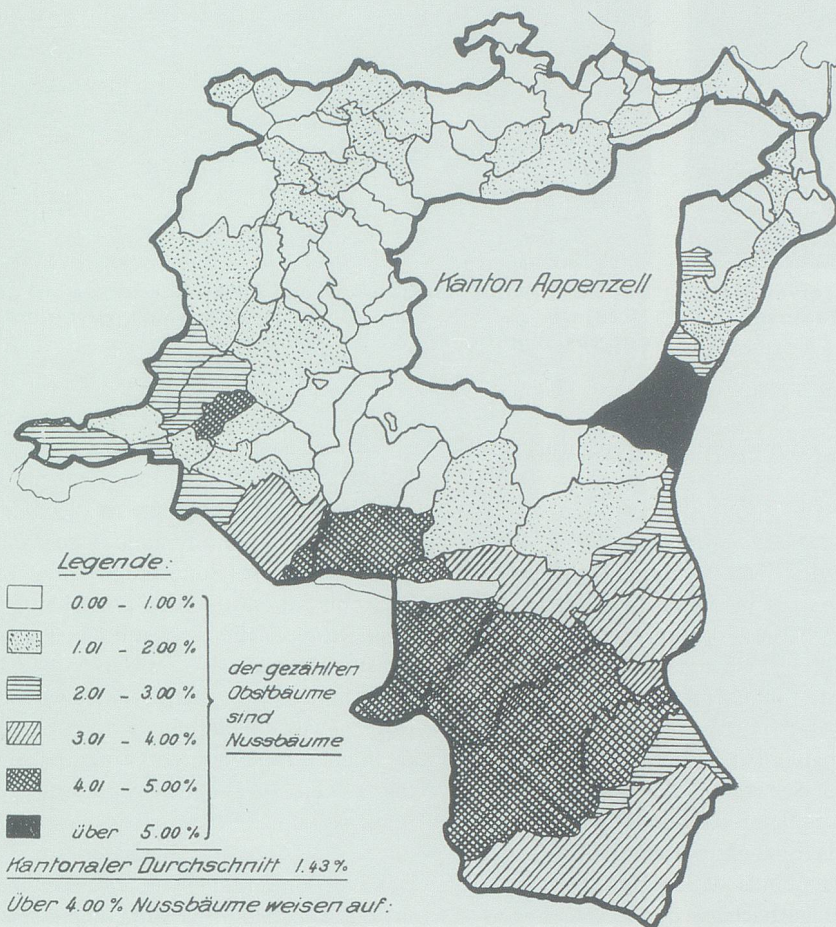 Kanton Appenzell
Legende:
0.00 - 1.00 %
1.01 - 2.00 %
2.01 - 3.00 %
3.01 - 4.00 %
4.01 - 5.00 %
über 5.00 %
der gezählten
Obstbäume
sind
Nussbäume
Kantonaler Durchschnitt 1.43 %
Über 4.00 % Nussbäume weisen auf: